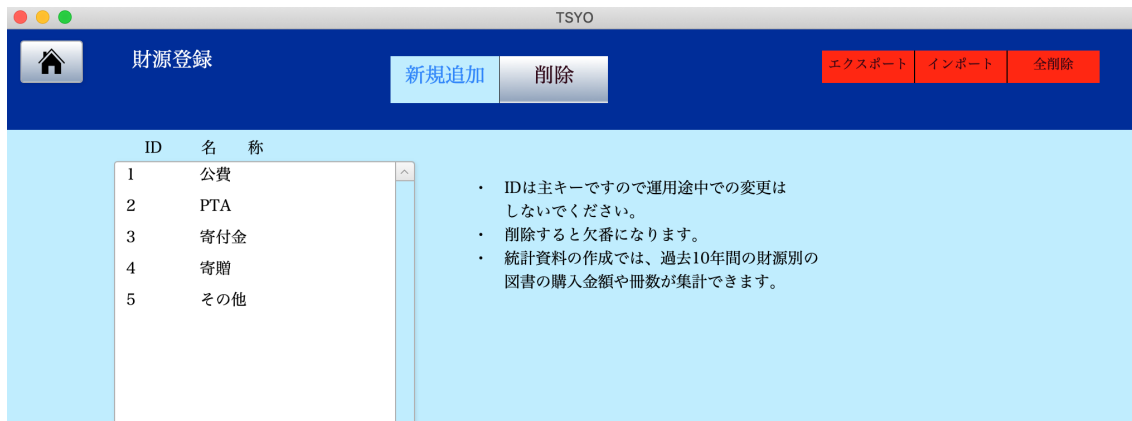 TSYO
財源登録
新規追加 削除
エクスポート インポート 全削除
ID 名 称
1 公費
2 PTA
3 寄付金
4 寄贈
5 その他
・ IDは主キーですので運用途中での変更は
しないでください。
・ 削除すると欠番になります。
・ 統計資料の作成では、過去10年間の財源別の
図書の購入金額や冊数が集計できます。